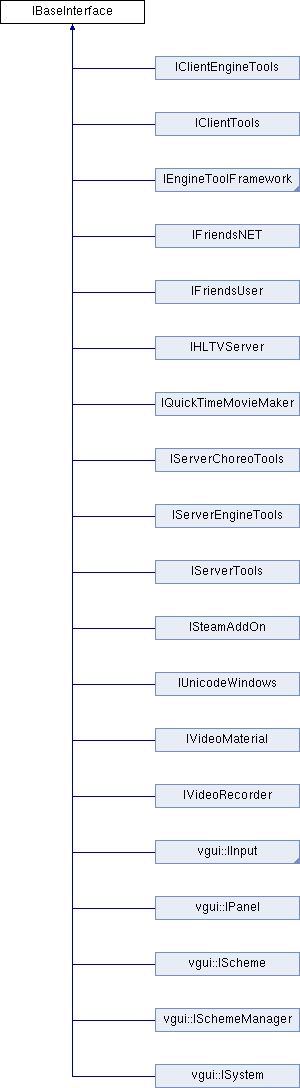 IBaseInterface
IClientEngineTools
IClientTools
IEngineToolFramework
IFriendsNET
IFriendsUser
IHLTVServer
IQuickTimeMovieMaker
IServerChoreoTools
IServerEngineTools
IServerTools
ISteamAddOn
IUnicodeWindows
IVideoMaterial
IVideoRecorder
vgui::IInput
vgui::IPanel
vgui::IScheme
vgui::ISchemeManager
vgui::ISystem